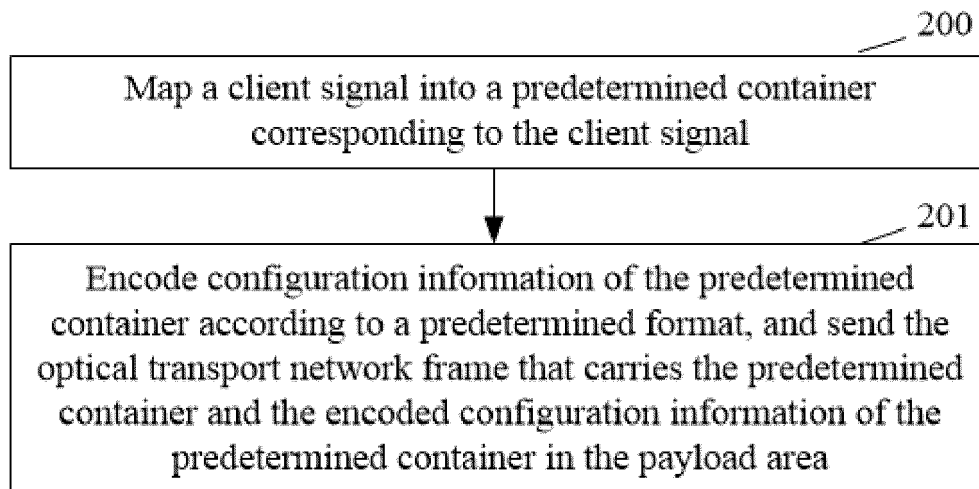 200
Map a client signal into a predetermined container
corresponding to the client signal
201
Encode configuration information of the predetermined
container according to a predetermined format, and send the
optical transport network frame that carries the predetermined
container and the encoded configuration information of the
predetermined container in the payload area